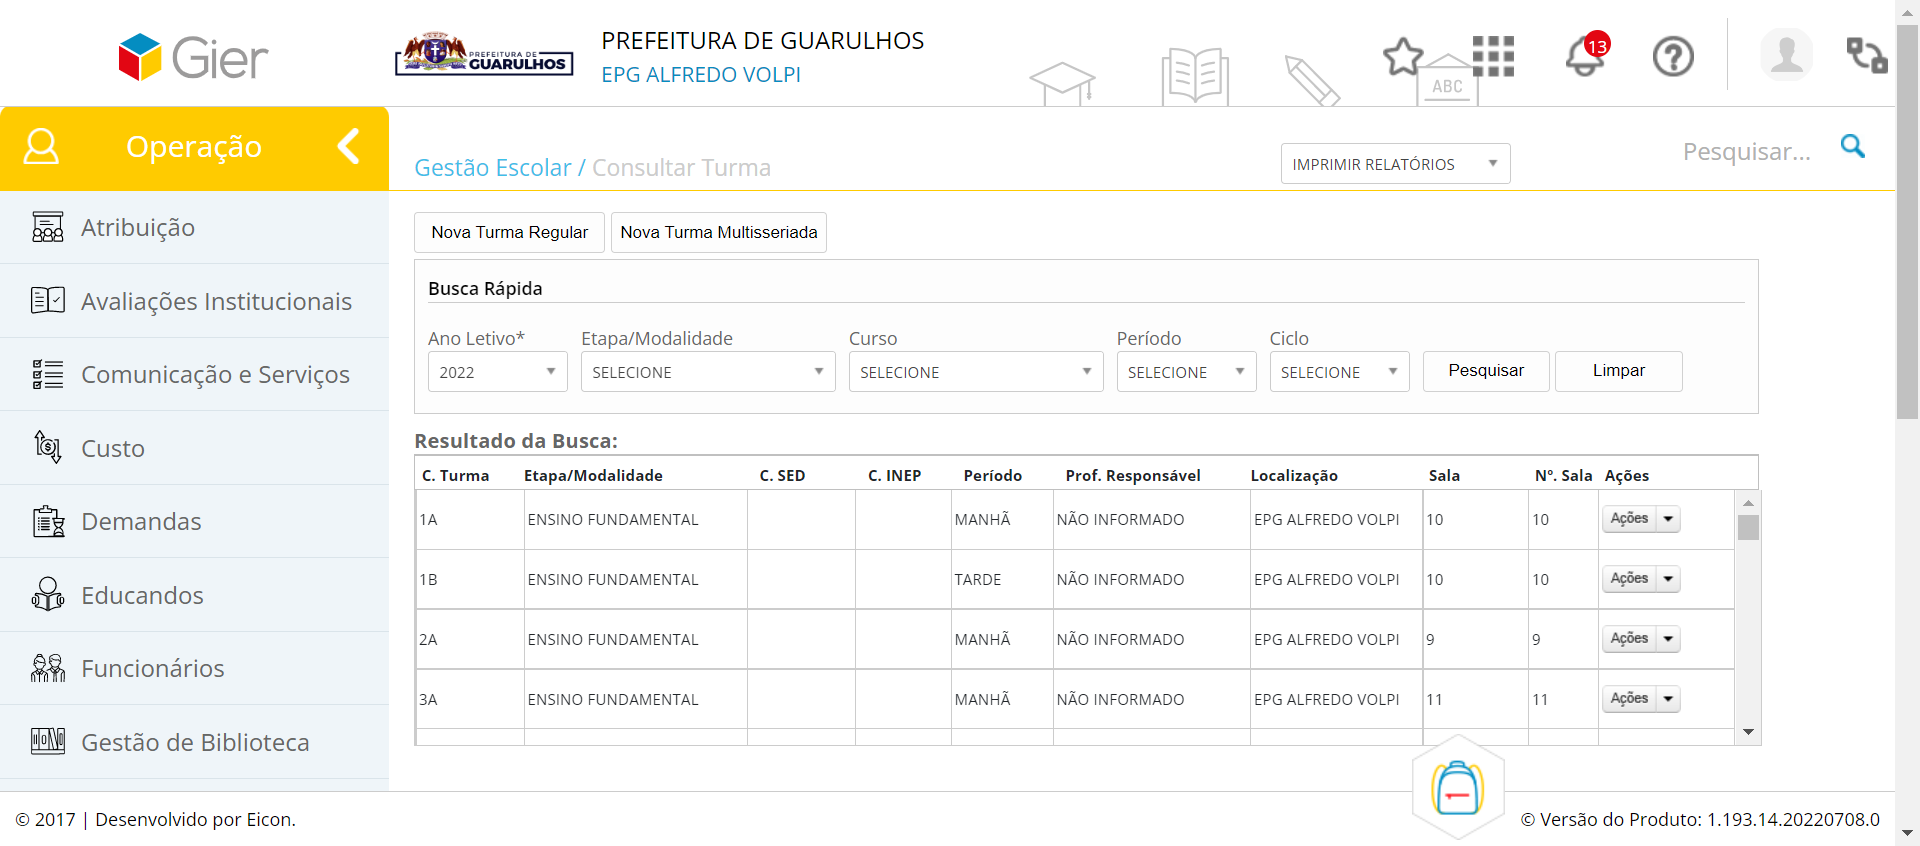 Gier
PREFEITURA DE
GUARULHOS
PREFEITURA DE GUARULHOS
EPG ALFREDO VOLPI
ABC
13
Operação
Gestão Escolar / Consultar Turma
IMPRIMIR RELATÓRIOS
Pesquisar...
Atribuição
Avaliações Institucionais
Comunicação e Serviços
Custo
Demandas
Educandos
Funcionários
Gestão de Biblioteca
Nova Turma Regular Nova Turma Multisseriada
Busca Rápida
Ano Letivo* Etapa/Modalidade Curso Período Ciclo
2022 SELECIONE SELECIONE SELECIONE SELECIONE Pesquisar Limpar
Resultado da Busca:
C. Turma Etapa/Modalidade C. SED C. INEP Período Prof. Responsável Localização Sala Nº. Sala Ações
1A ENSINO FUNDAMENTAL MANHÃ NÃO INFORMADO EPG ALFREDO VOLPI 10 10 Ações
1B ENSINO FUNDAMENTAL TARDE NÃO INFORMADO EPG ALFREDO VOLPI 10 10 Ações
2A ENSINO FUNDAMENTAL MANHÃ NÃO INFORMADO EPG ALFREDO VOLPI 9 9 Ações
3A ENSINO FUNDAMENTAL MANHÃ NÃO INFORMADO EPG ALFREDO VOLPI 11 11 Ações
© 2017 | Desenvolvido por Eicon.
© Versão do Produto: 1.193.14.20220708.0